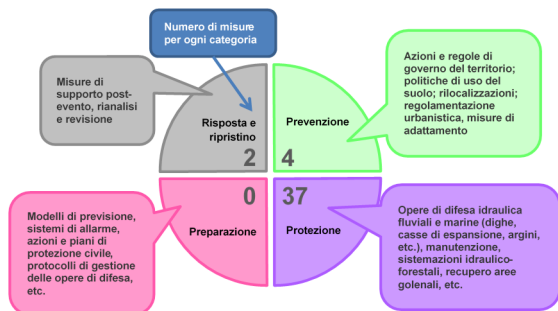 Numero di misure
per ogni categoria
Misure di
supporto post-
evento, rianalisi
e revisione
Risposta e
ripristino
2
Prevenzione
4
Azioni e regole di
governo del territorio;
politiche di uso del
suolo; rilocalizzazioni;
regolamentazione
urbanistica, misure di
adattamento
Modelli di previsione,
sistemi di allarme,
azioni e piani di
protezione civile,
protocolli di gestione
delle opere di difesa,
etc.
0
Preparazione
37
Protezione
Opere di difesa idraulica
fluviali e marine (dighe,
casse di espansione, argini,
etc.), manutenzione,
sistemazioni idraulico-
forestali, recupero aree
golenali, etc.